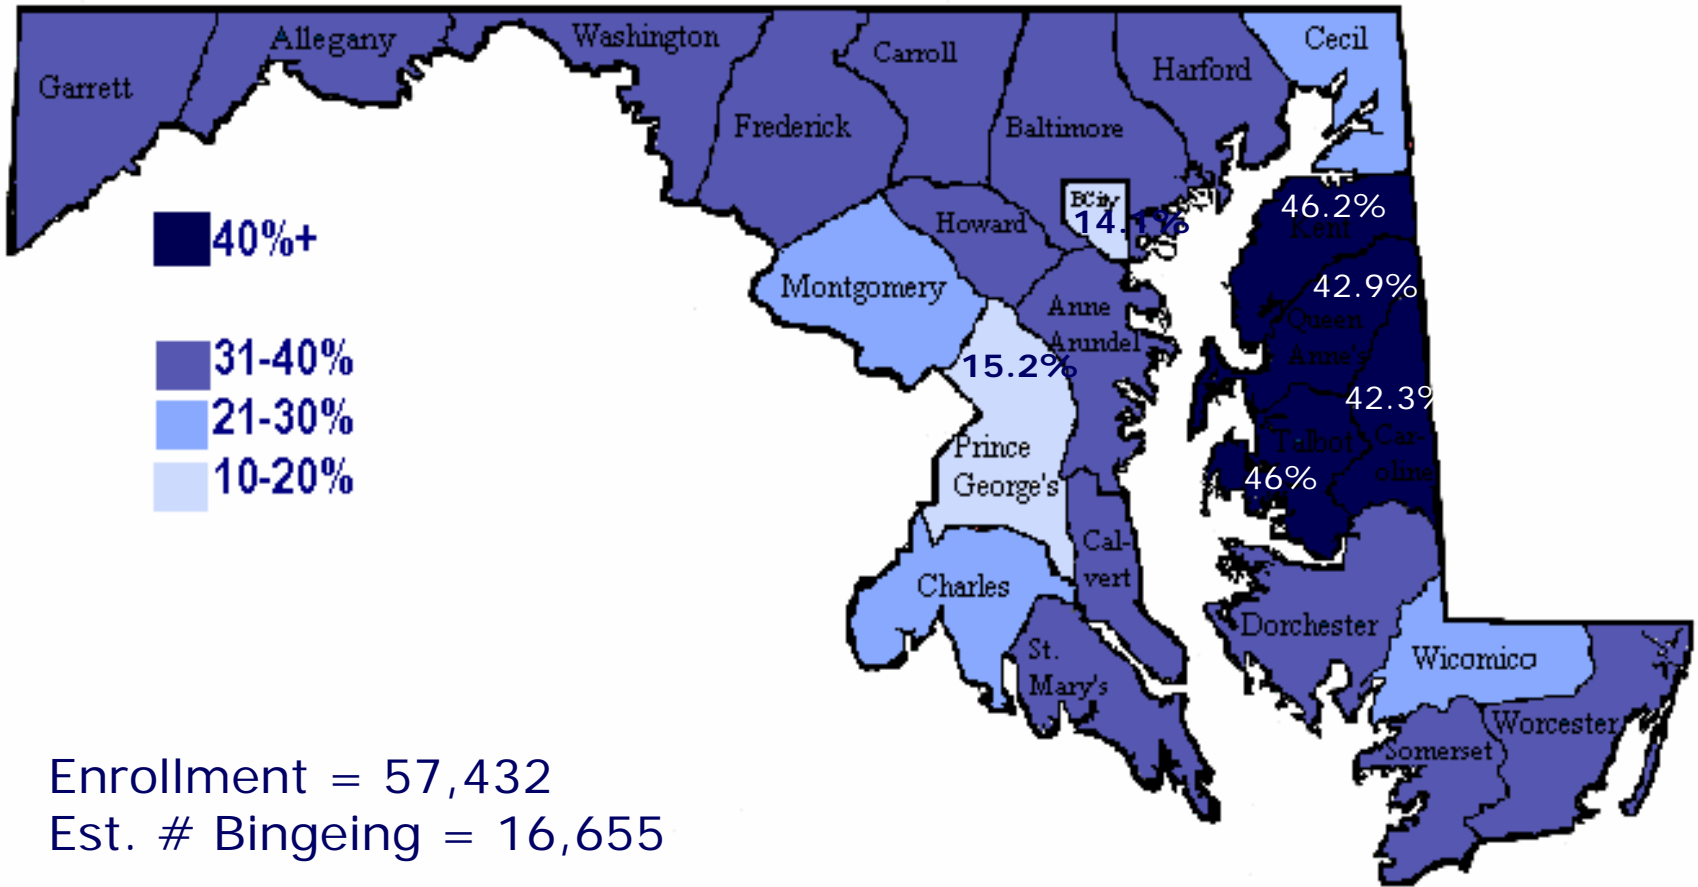 Garrett
Allegany
Washington
Frederick
Carroll
Baltimore
Harford
Cecil
BCity
14.1%
Howard
Montgomery
Anne
Arundel
15.2%
Prince
George's
Charles
Cal-
vert
St.
Mary's
46.2%
Kent
42.9%
Queen
Anne's
42.3%
Talbot
Car-
oline
46%
Dorchester
Wicomico
Worcester
Somerset
40%+
31-40%
21-30%
10-20%
Enrollment = 57,432
Est. # Bingeing = 16,655